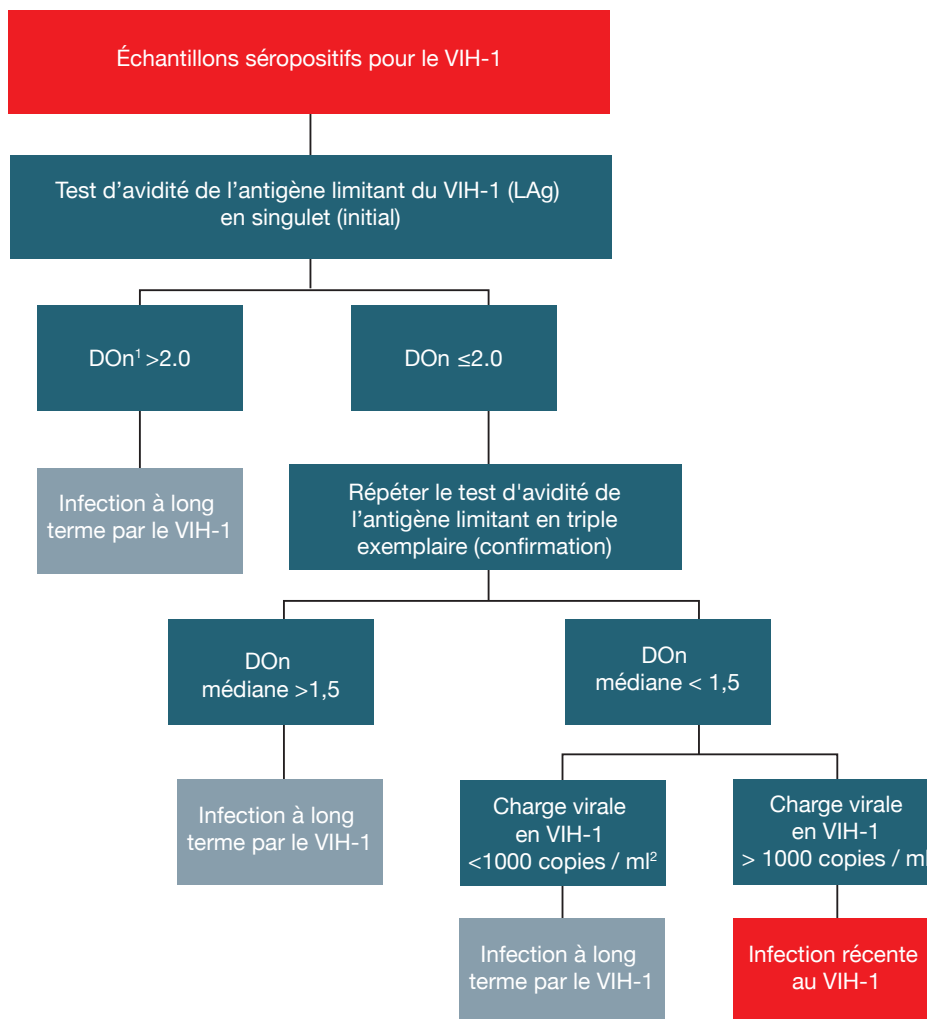 Échantillons séropositifs pour le VIH-1
Test d’avidité de l’antigène limitant du VIH-1 (LAg)
en singulet (initial)
DOn¹ >2.0
DOn ≤2.0
Infection à long
terme par le VIH-1
Répéter le test d'avidité de
l’antigène limitant en triple
exemplaire (confirmation)
DOn
médiane >1,5
DOn
médiane < 1,5
Infection à long
terme par le VIH-1
Charge virale
en VIH-1
<1000 copies / ml²
Charge virale
en VIH-1
> 1000 copies / ml
Infection à long
terme par le VIH-1
Infection récente
au VIH-1